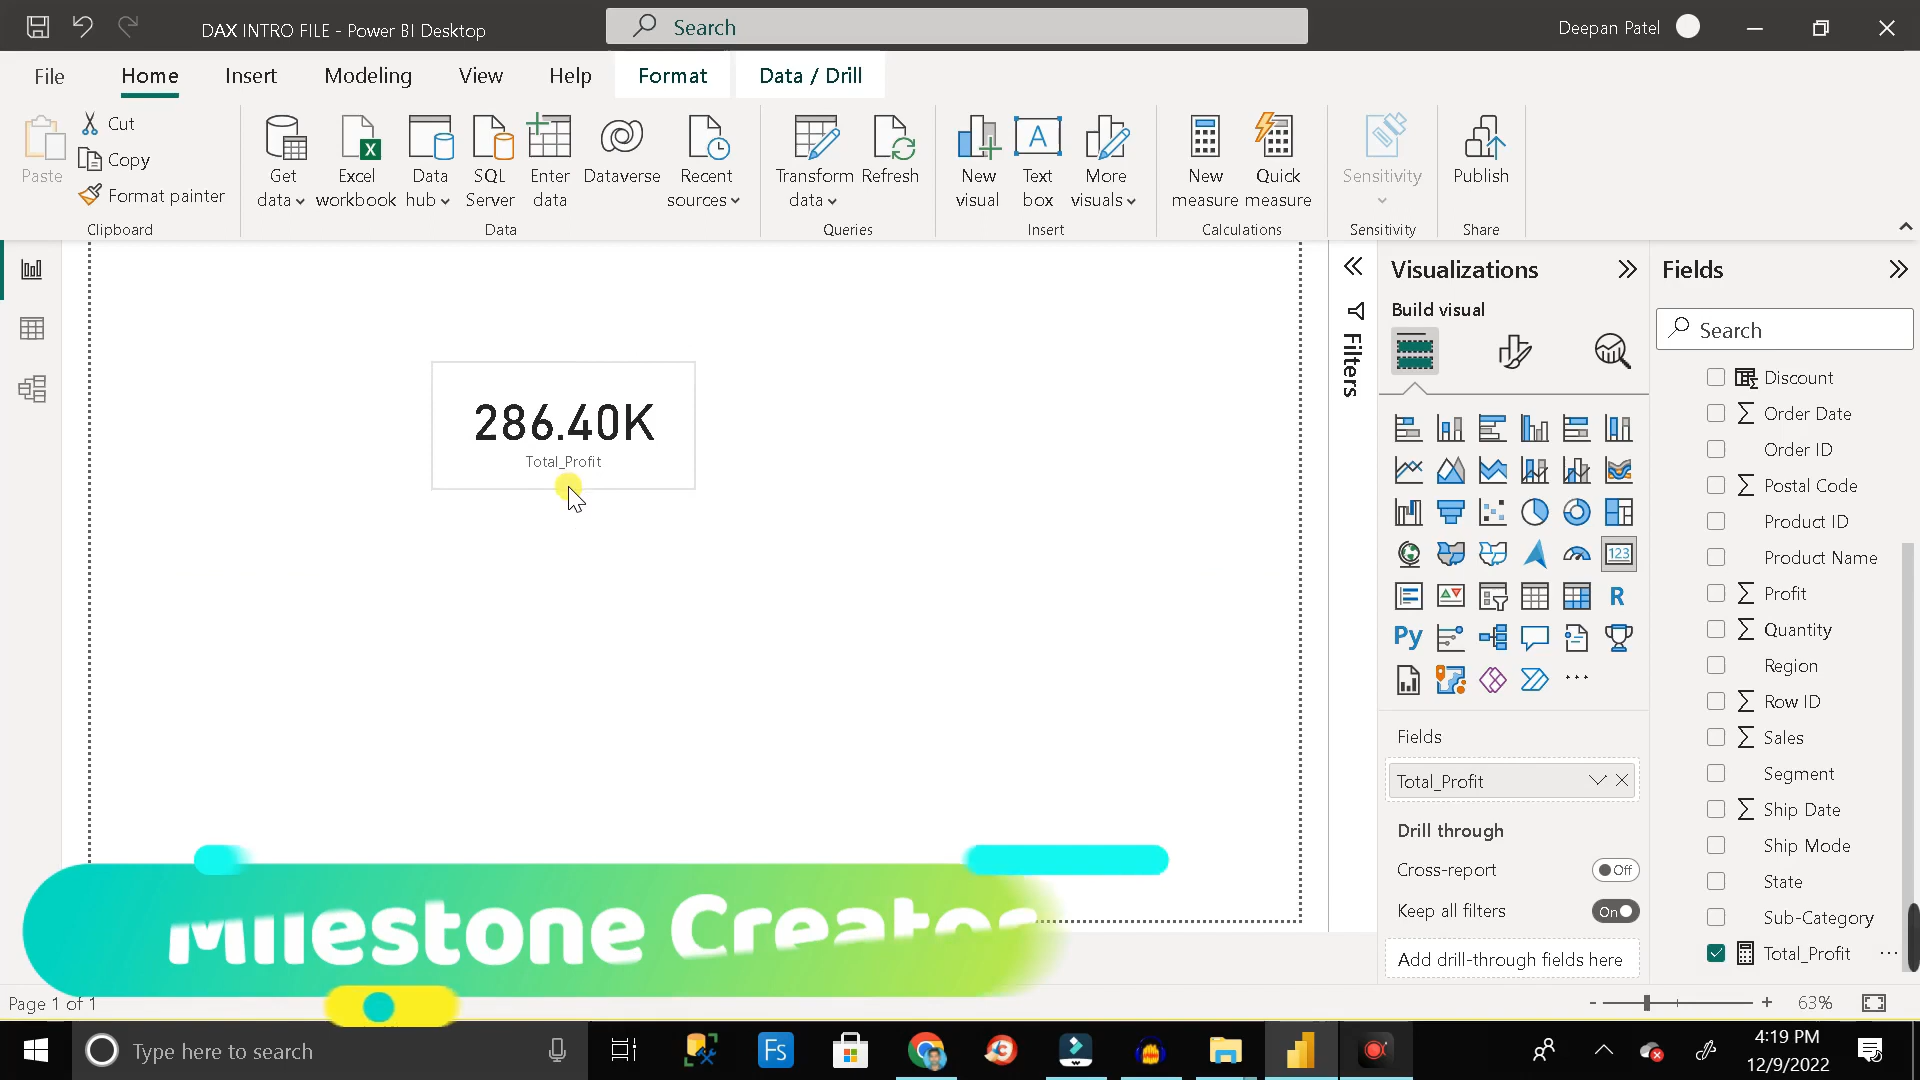 DAX INTRO FILE - Power BI Desktop
Search
Deepan Patel
File
Home
Insert
Modeling
View
Help
Format
Data / Drill
Paste
Cut
Copy
Format painter
Clipboard
Get data
Excel workbook
Data hub
SQL Server
Enter data
Dataverse
Recent sources
Data
Transform data
Refresh
Queries
New visual
Text box
More visuals
Insert
New measure
Quick measure
Calculations
Sensitivity
Sensitivity
Publish
Share
286.40K
Total_Profit
Filters
Visualizations
Build visual
123
R
Py
Fields
Total_Profit
Drill through
Cross-report
Off
Keep all filters
On
Add drill-through fields here
Fields
Search
Discount
Order Date
Order ID
Postal Code
Product ID
Product Name
Profit
Quantity
Region
Row ID
Sales
Segment
Ship Date
Ship Mode
State
Sub-Category
Total_Profit
Milestone Creator
Page 1 of 1
63%
Type here to search
Fs
4:19 PM
12/9/2022